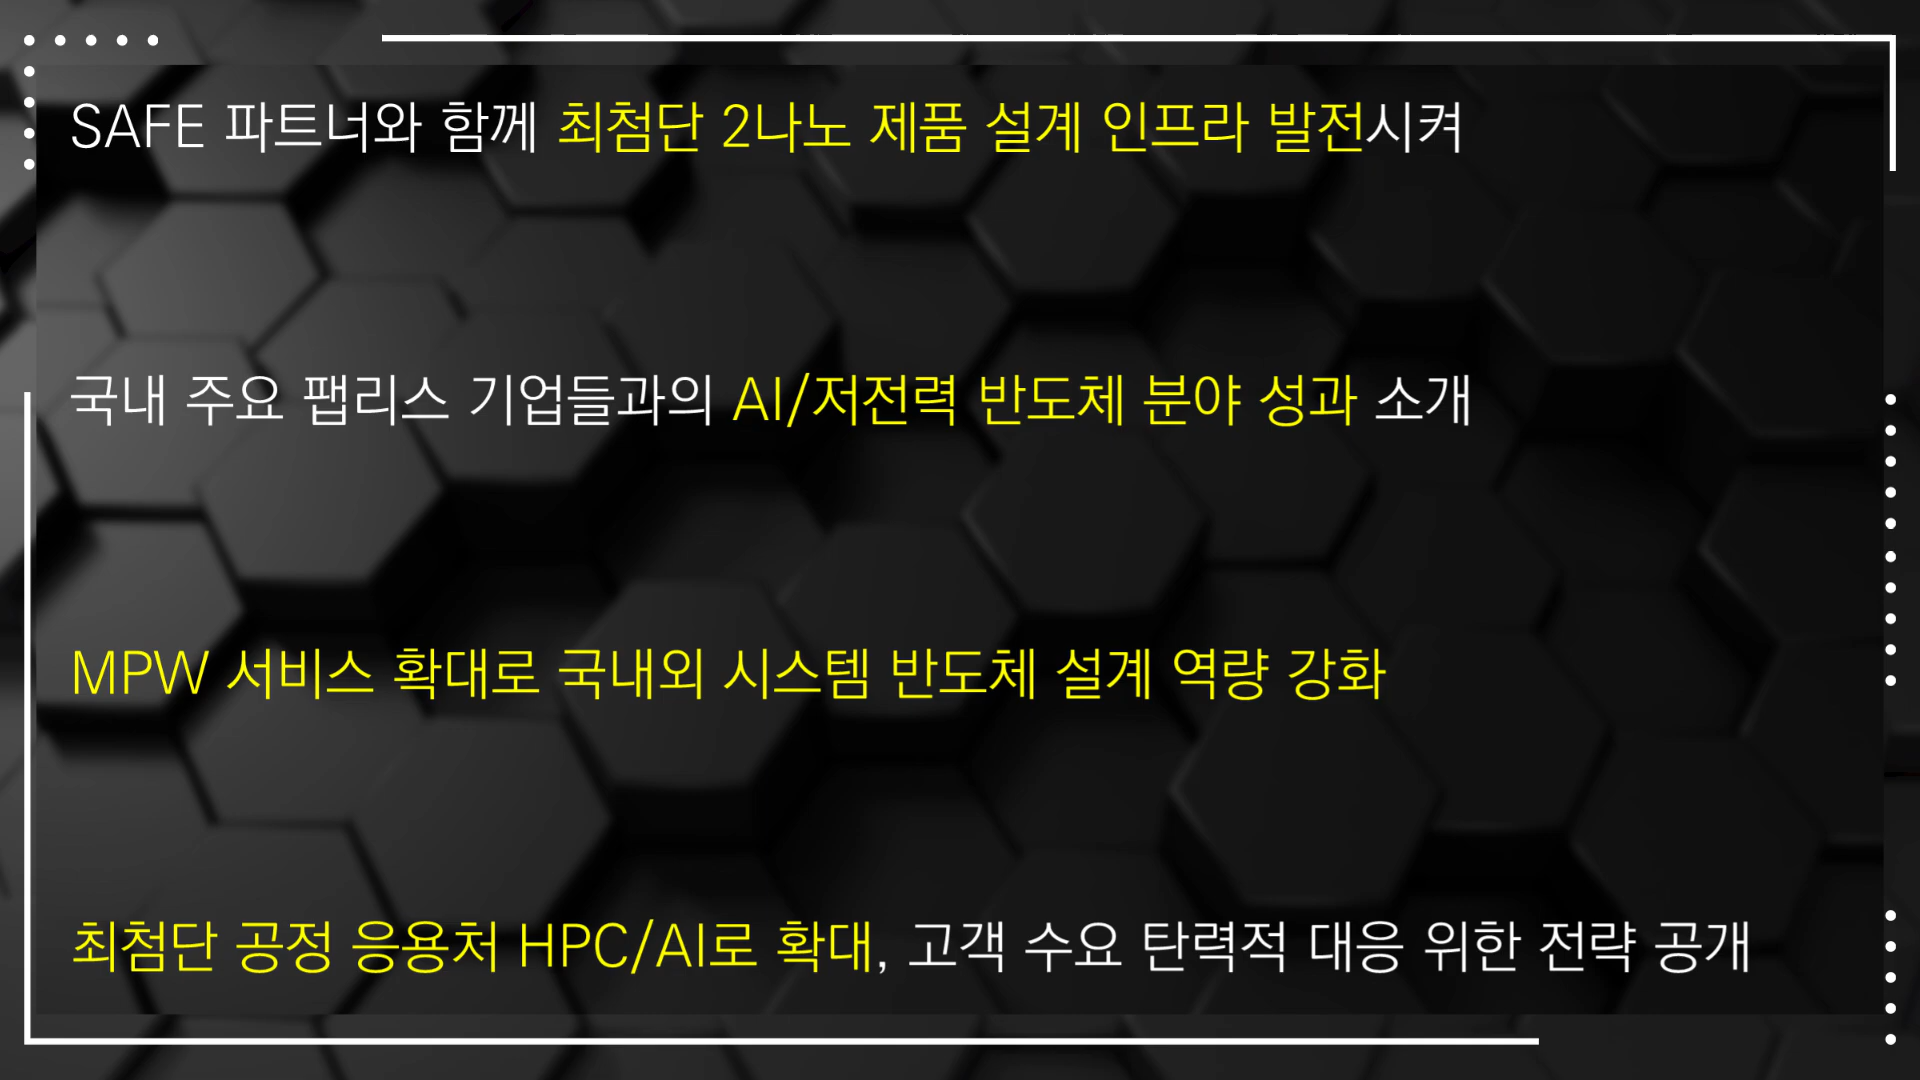 SAFE 파트너와 함께 최첨단 2나노 제품 설계 인프라 발전시켜
국내 주요 팹리스 기업들과의 AI/저전력 반도체 분야 성과 소개
MPW 서비스 확대로 국내외 시스템 반도체 설계 역량 강화
최첨단 공정 응용처 HPC/AI로 확대, 고객 수요 탄력적 대응 위한 전략 공개